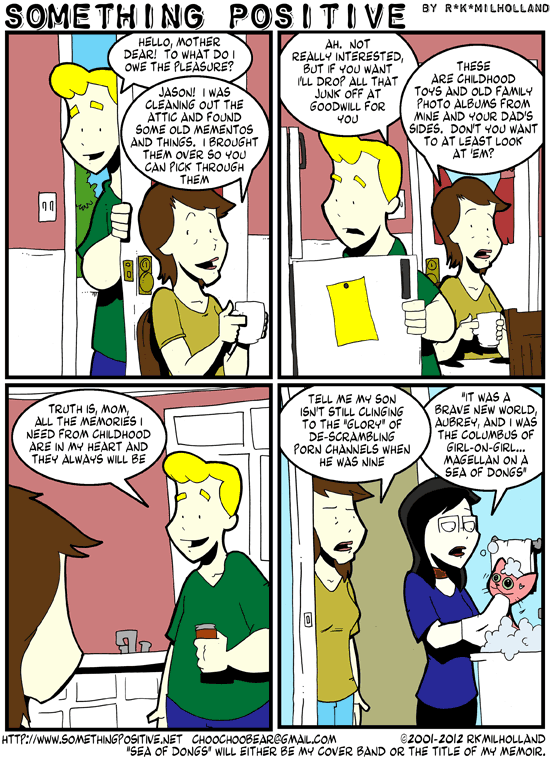 SOMETHING POSITIVE BY R*K*MILHOLLAND
HELLO, MOTHER
DEAR! TO WHAT DO I
OWE THE PLEASURE?
JASON! I WAS
CLEANING OUT THE
ATTIC AND FOUND
SOME OLD MEMENTOS
AND THINGS. I BROUGHT
THEM OVER SO YOU
CAN PICK THROUGH
THEM
AH. NOT
REALLY INTERESTED,
BUT IF YOU WANT
I'LL DROP ALL THAT
JUNK OFF AT
GOODWILL FOR
YOU
THESE
ARE CHILDHOOD
TOYS AND OLD FAMILY
PHOTO ALBUMS FROM
MINE AND YOUR DAD'S
SIDES. DON'T YOU WANT
TO AT LEAST LOOK
AT 'EM?
TRUTH IS, MOM,
ALL THE MEMORIES I
NEED FROM CHILDHOOD
ARE IN MY HEART AND
THEY ALWAYS WILL BE
TELL ME MY SON
ISN'T STILL CLINGING
TO THE "GLORY" OF
DE-SCRAMBLING
PORN CHANNELS WHEN
HE WAS NINE
"IT WAS A
BRAVE NEW WORLD,
AUBREY, AND I WAS
THE COLUMBUS OF
GIRL-ON-GIRL...
MAGELLAN ON A
SEA OF DONGS"
HTTP://WWW.SOMETHINGPOSITIVE.NET CHOOCHOOBEAR@GMAIL.COM ©2001-2012 RKMILHOLLAND
"SEA OF DONGS" WILL EITHER BE MY COVER BAND OR THE TITLE OF MY MEMOIR.